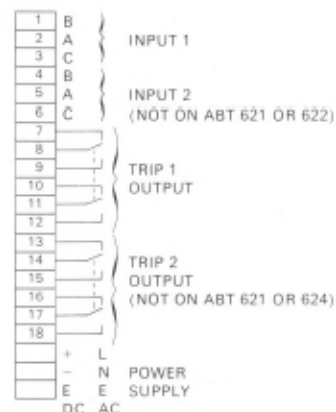 1 B
2 A INPUT 1
3 C
4 B
5 A INPUT 2
6 C (NOT ON ABT 621 OR 622)
7
8
9 TRIP 1
10 OUTPUT
11
12
13
14 TRIP 2
15 OUTPUT
16 (NOT ON ABT 621 OR 624)
17
18
+ L
− N POWER
E E SUPPLY
DC AC